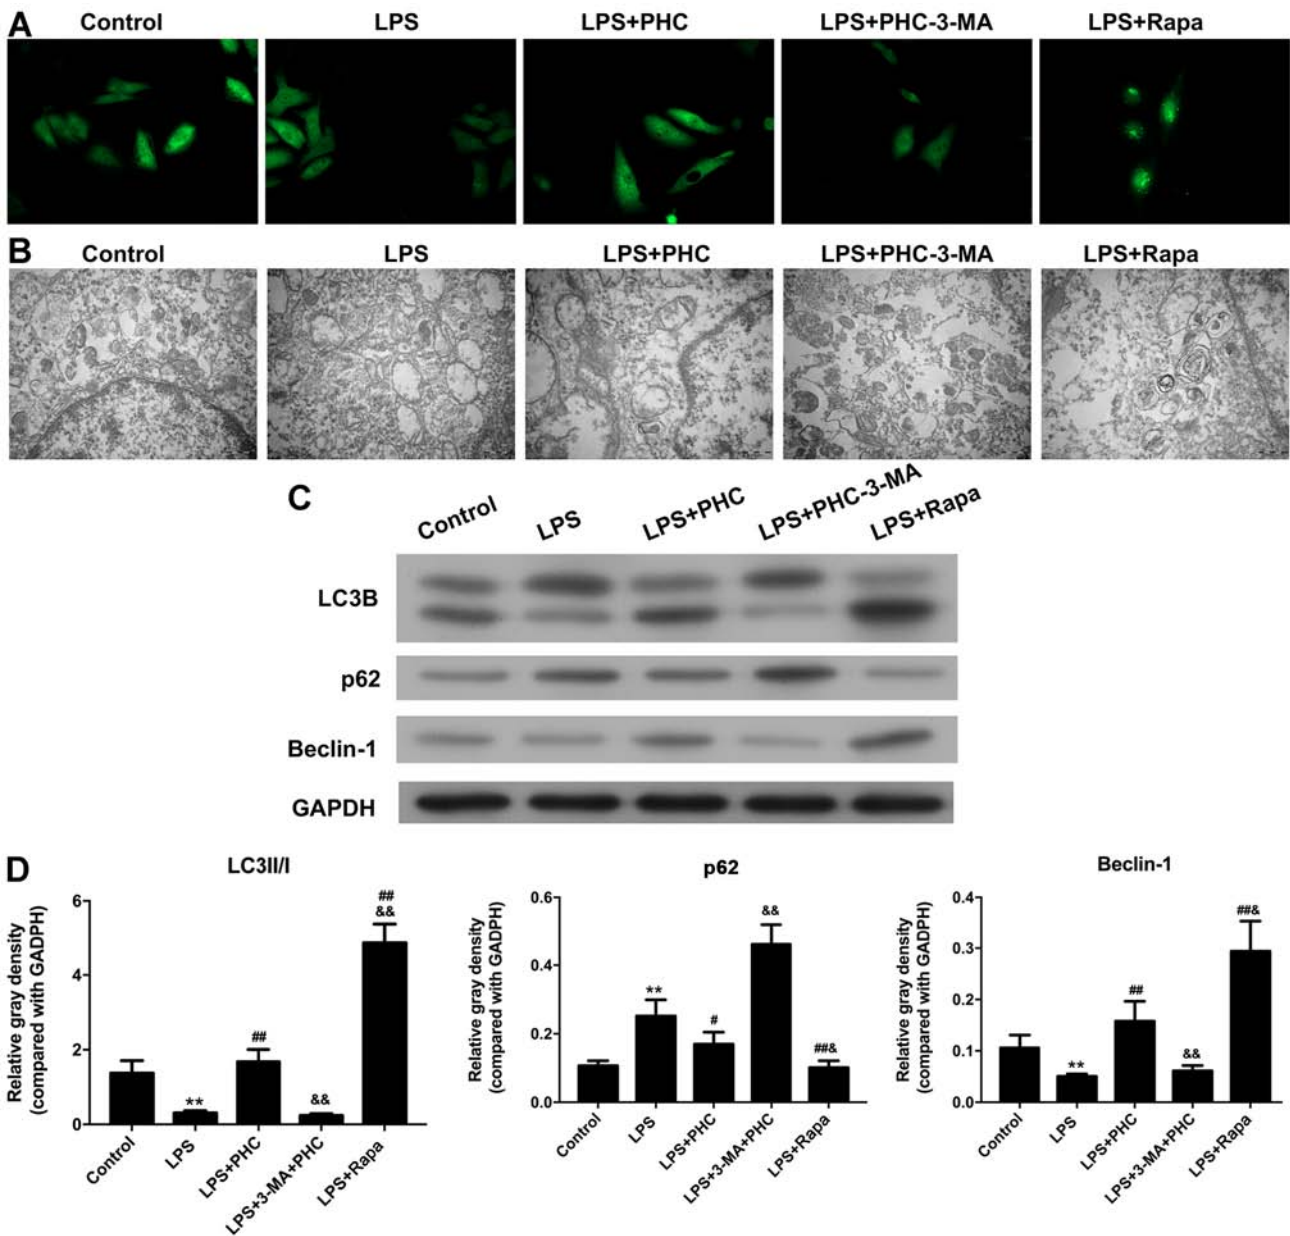 A
Control LPS LPS+PHC LPS+PHC-3-MA LPS+Rapa
B
Control LPS LPS+PHC LPS+PHC-3-MA LPS+Rapa
C
Control LPS LPS+PHC LPS+PHC-3-MA LPS+Rapa
LC3B
p62
Beclin-1
GAPDH
D
LC3II/I
Relative gray density
(compared with GADPH)
6
4
2
0
**
##
&&
##
&&
Control LPS LPS+PHC LPS+3-MA+PHC LPS+Rapa
p62
Relative gray density
(compared with GADPH)
0.6
0.4
0.2
0.0
**
#
&&
##&
Control LPS LPS+PHC LPS+3-MA+PHC LPS+Rapa
Beclin-1
Relative gray density
(compared with GADPH)
0.4
0.3
0.2
0.1
0.0
**
##
&&
##&
Control LPS LPS+PHC LPS+3-MA+PHC LPS+Rapa